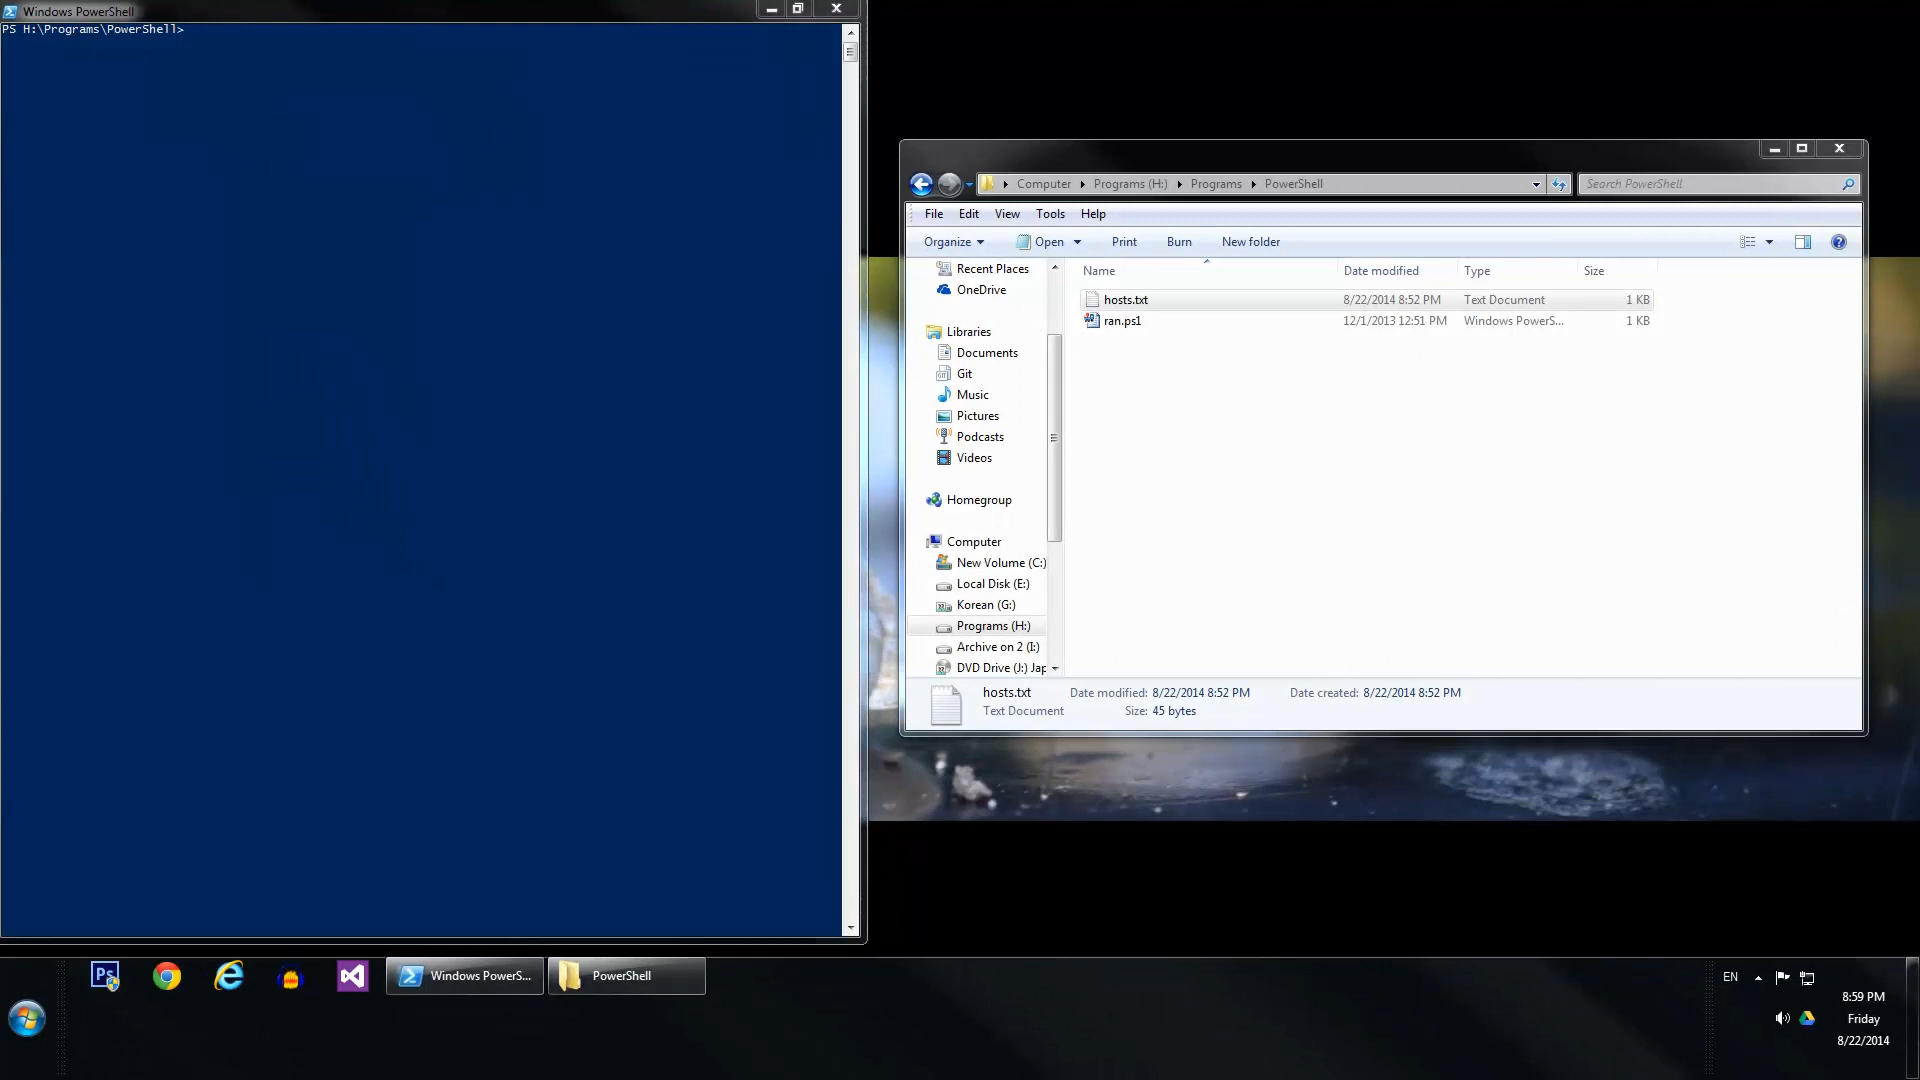 Windows PowerShell
PS H:\Programs\PowerShell>
Computer Programs (H:) Programs PowerShell
Search PowerShell
File Edit View Tools Help
Organize Open Print Burn New folder
Name Date modified Type Size
hosts.txt 8/22/2014 8:52 PM Text Document 1 KB
ran.ps1 12/1/2013 12:51 PM Windows PowerS... 1 KB
Recent Places
OneDrive
Libraries
Documents
Git
Music
Pictures
Podcasts
Videos
Homegroup
Computer
New Volume (C:)
Local Disk (E:)
Korean (G:)
Programs (H:)
Archive on 2 (I:)
DVD Drive (J:) Jap
hosts.txt Date modified: 8/22/2014 8:52 PM Date created: 8/22/2014 8:52 PM
Text Document Size: 45 bytes
Ps
Windows PowerS...
PowerShell
EN
8:59 PM
Friday
8/22/2014